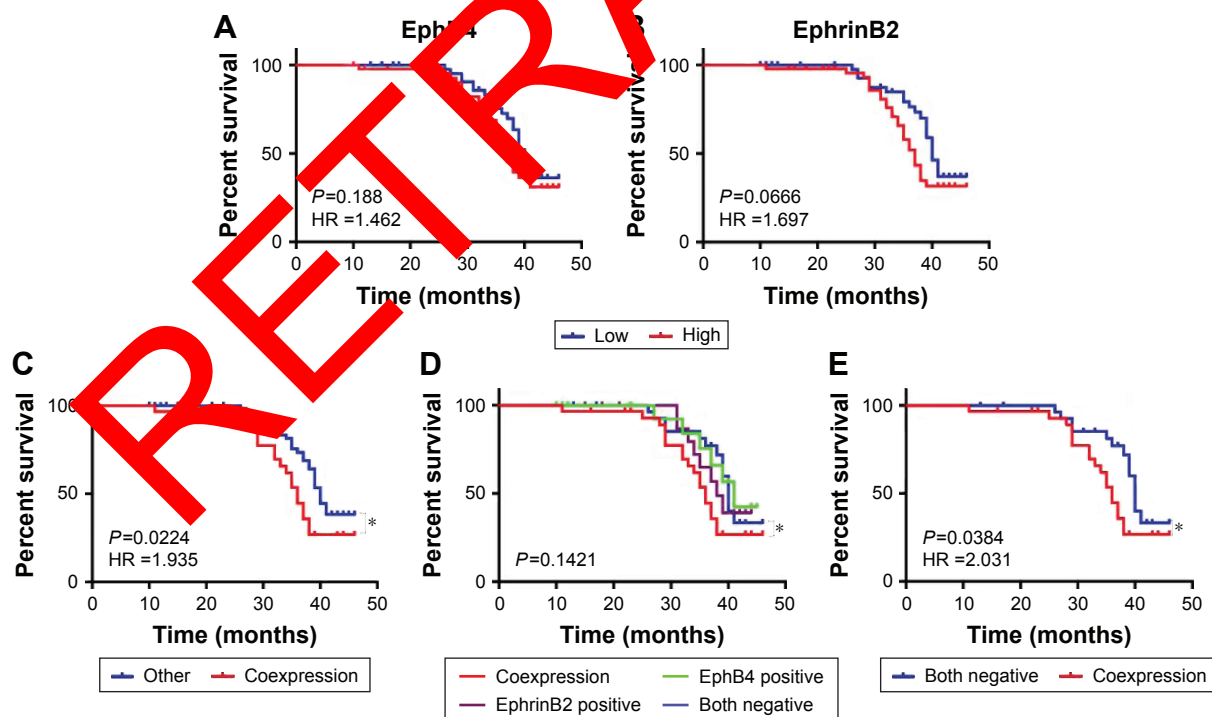 A
EphB4
B
EphrinB2
Percent survival
100
50
0
P=0.188
HR =1.462
0 10 20 30 40 50
Time (months)
Percent survival
100
50
0
P=0.0666
HR =1.697
0 10 20 30 40 50
Time (months)
Low High
C
Percent survival
100
50
0
P=0.0224
HR =1.935
*
0 10 20 30 40 50
Time (months)
Other Coexpression
D
Percent survival
100
50
0
P=0.1421
*
0 10 20 30 40 50
Time (months)
Coexpression EphB4 positive
EphrinB2 positive Both negative
E
Percent survival
100
50
0
P=0.0384
HR =2.031
*
0 10 20 30 40 50
Time (months)
Both negative Coexpression
RETRA